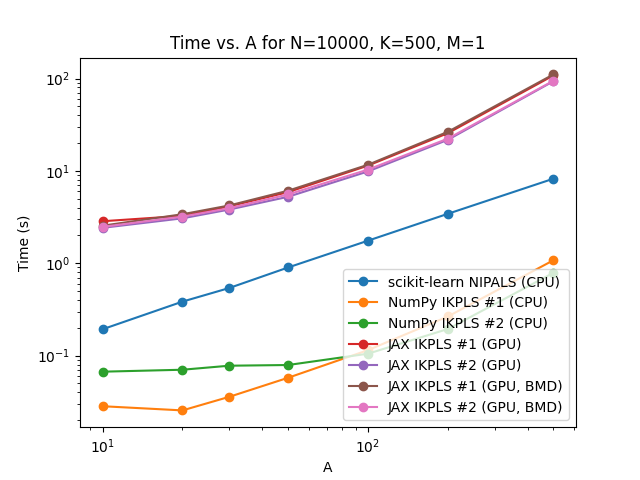 Time vs. A for N=10000, K=500, M=1
Time (s)
10²
10¹
10⁰
10⁻¹
scikit-learn NIPALS (CPU)
NumPy IKPLS #1 (CPU)
NumPy IKPLS #2 (CPU)
JAX IKPLS #1 (GPU)
JAX IKPLS #2 (GPU)
JAX IKPLS #1 (GPU, BMD)
JAX IKPLS #2 (GPU, BMD)
10¹ 10²
A